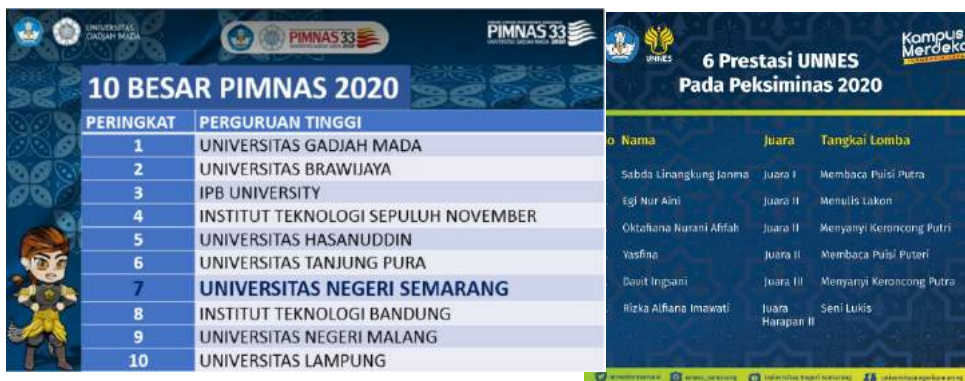 UNIVERSITAS
GADJAH MADA
PIMNAS 33
PIMNAS 33
10 BESAR PIMNAS 2020
PERINGKAT PERGURUAN TINGGI
1 UNIVERSITAS GADJAH MADA
2 UNIVERSITAS BRAWIJAYA
3 IPB UNIVERSITY
4 INSTITUT TEKNOLOGI SEPULUH NOVEMBER
5 UNIVERSITAS HASANUDDIN
6 UNIVERSITAS TANJUNG PURA
7 UNIVERSITAS NEGERI SEMARANG
8 INSTITUT TEKNOLOGI BANDUNG
9 UNIVERSITAS NEGERI MALANG
10 UNIVERSITAS LAMPUNG
UNNES
Kampus
Merdeka
6 Prestasi UNNES
Pada Peksiminas 2020
o Nama Juara Tangkai Lomba
Sabda Linangkung Janma Juara I Membaca Puisi Putra
Egi Nur Aini Juara II Menulis Lakon
Oktafiana Nurani Afifah Juara II Menyanyi Keroncong Putri
Yasfina Juara II Membaca Puisi Puteri
Davit Ingsani Juara III Menyanyi Keroncong Putra
Rizka Alfiana Imawati Juara Seni Lukis
Harapan II
Universitas Negeri Semarang